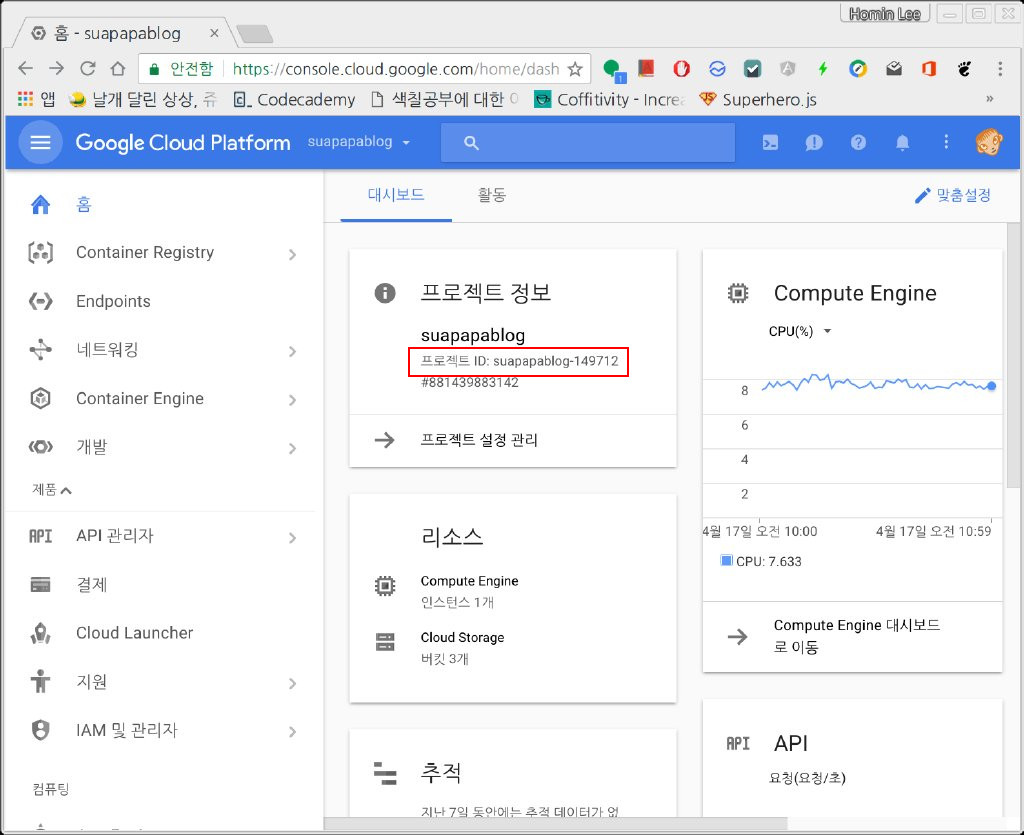 Homin Lee
홈 - suapapablog
안전함 https://console.cloud.google.com/home/dash
1
앱 날개 달린 상상, 쥬 Codecademy 색칠공부에 대한 Coffitivity - Increa Superhero.js »
Google Cloud Platform suapapablog
홈
Container Registry
Endpoints
네트워킹
Container Engine
개발
제품
API API 관리자
결제
Cloud Launcher
지원
IAM 및 관리자
컴퓨팅
대시보드 활동 맞춤설정
프로젝트 정보
suapapablog
프로젝트 ID: suapapablog-149712
#881439883142
프로젝트 설정 관리
리소스
Compute Engine
인스턴스 1개
Cloud Storage
버킷 3개
추적
지난 7일 동안에는 추적 데이터가 없
Compute Engine
CPU(%)
8
6
4
2
4월 17일 오전 10:00 4월 17일 오전 10:59
CPU: 7.633
Compute Engine 대시보드
로 이동
API API
요청(요청/초)